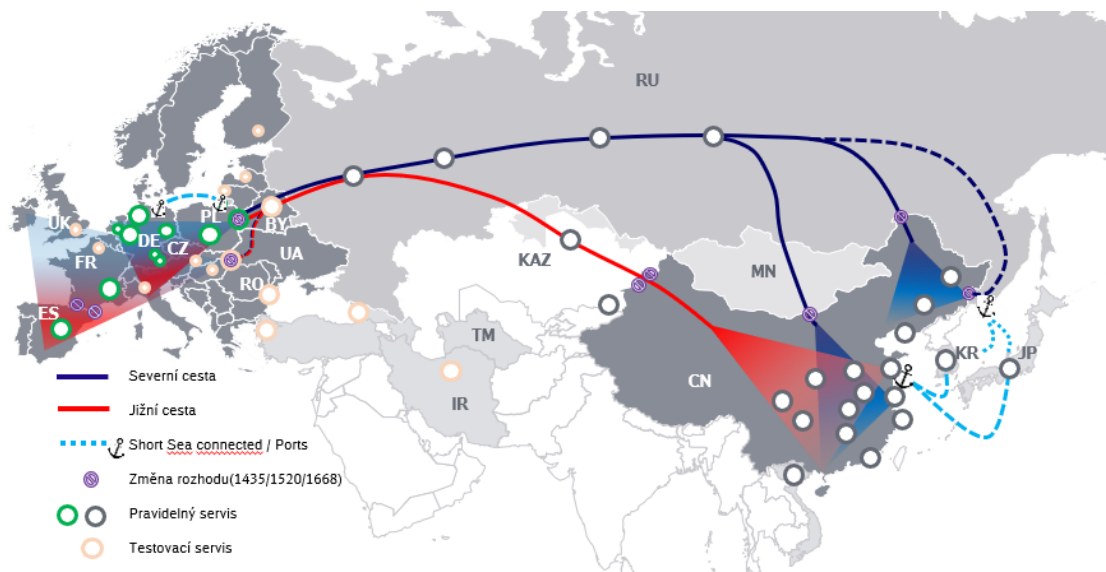 RU
UK
PL
DE
BY
CZ
FR
UA
KAZ
MN
RO
ES
TM
KR
JP
CN
IR
Severní cesta
Jižní cesta
Short Sea connected / Ports
Změna rozhodu(1435/1520/1668)
Pravidelný servis
Testovací servis